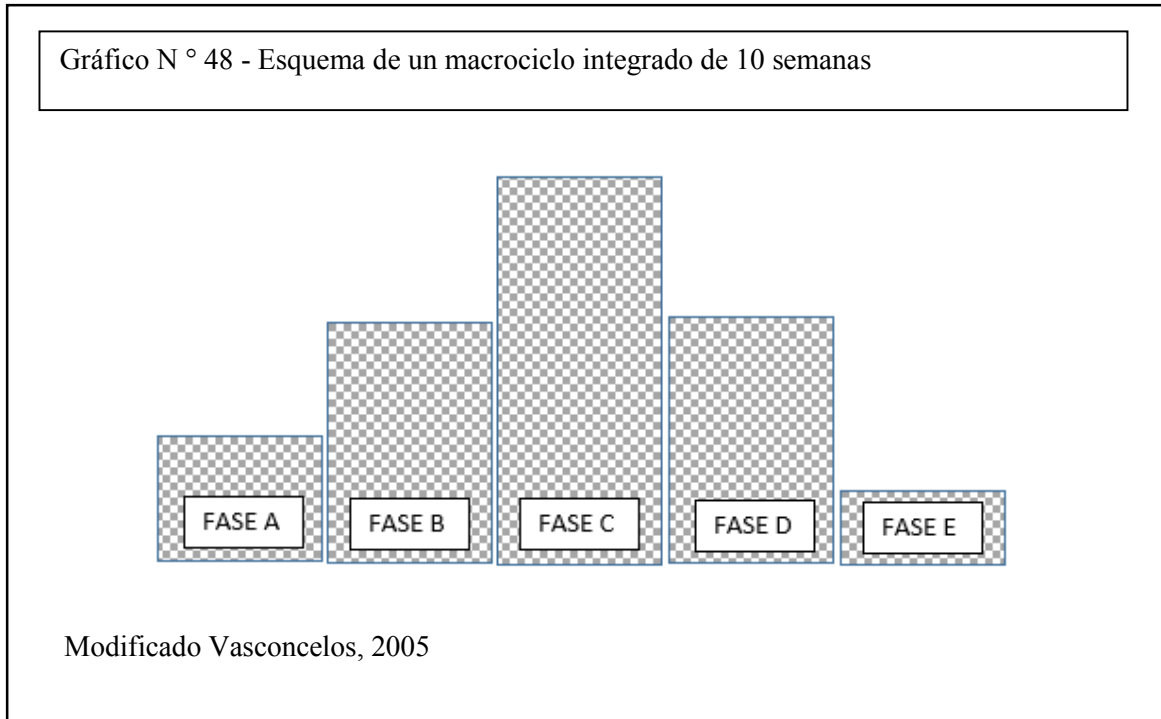 Gráfico N ° 48 - Esquema de un macrociclo integrado de 10 semanas
FASE A
FASE B
FASE C
FASE D
FASE E
Modificado Vasconcelos, 2005